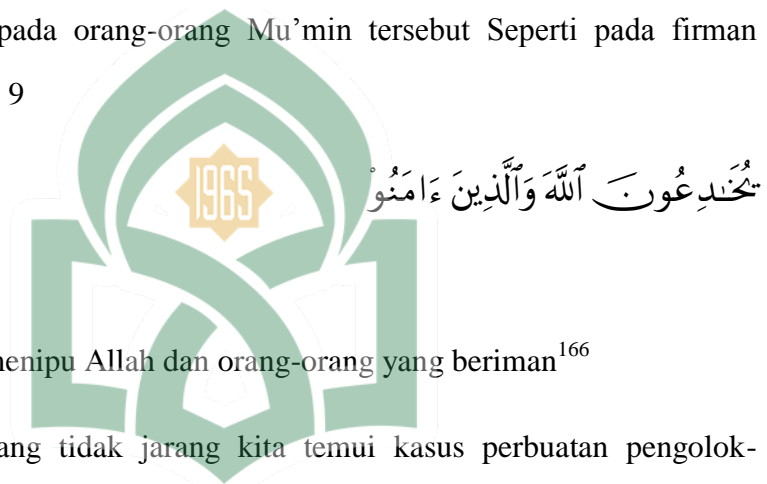 pada orang-orang Mu’min tersebut Seperti pada firman
9
1965
يُخَـٰدِعُونَ ٱللَّهَ وَٱلَّذِينَ ءَامَنُوْ
menipu Allah dan orang-orang yang beriman166
ang tidak jarang kita temui kasus perbuatan pengolok-